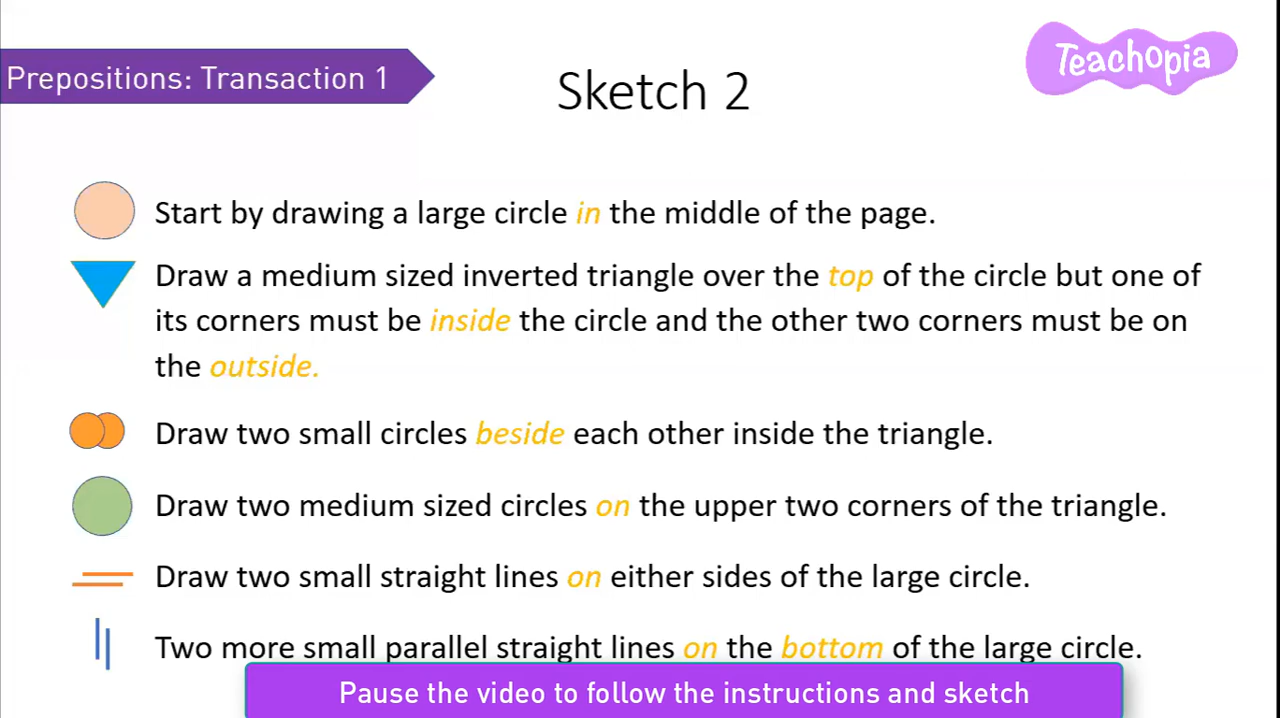 Teachopia
Prepositions: Transaction 1
Sketch 2
Start by drawing a large circle in the middle of the page.
Draw a medium sized inverted triangle over the top of the circle but one of
its corners must be inside the circle and the other two corners must be on
the outside.
Draw two small circles beside each other inside the triangle.
Draw two medium sized circles on the upper two corners of the triangle.
Draw two small straight lines on either sides of the large circle.
Two more small parallel straight lines on the bottom of the large circle.
Pause the video to follow the instructions and sketch